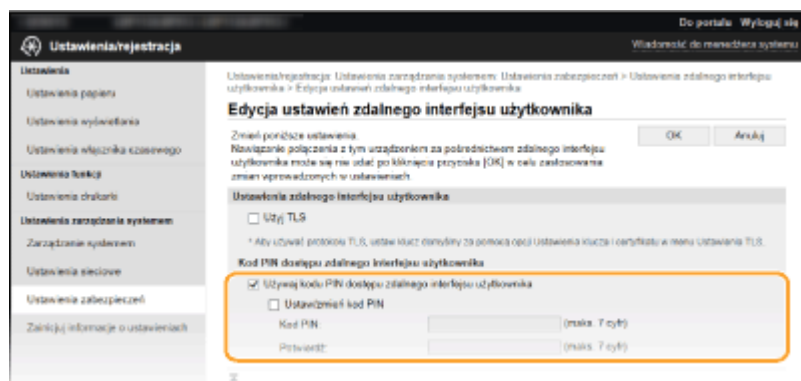 Do portalu Wyloguj się
Ustawienia/rejestracja
Wiadomość do menedżera systemu
Ustawienia
Ustawienia papieru
Ustawienia wyświetlania
Ustawienia włącznika czasowego
Ustawienia funkcji
Ustawienia drukarki
Ustawienia zarządzania systemem
Zarządzanie systemem
Ustawienia sieciowe
Ustawienia zabezpieczeń
Zainicjuj informacje o ustawieniach
Ustawienia/rejestracja: Ustawienia zarządzania systemem: Ustawienia zabezpieczeń > Ustawienia zdalnego interfejsu
użytkownika > Edycja ustawień zdalnego interfejsu użytkownika
Edycja ustawień zdalnego interfejsu użytkownika
Zmień poniższe ustawienia.
Nawiązanie połączenia z tym urządzeniem za pośrednictwem zdalnego interfejsu
użytkownika może się nie udać po kliknięciu przycisku [OK] w celu zastosowania
zmian wprowadzonych w ustawieniach.
OK Anuluj
Ustawienia zdalnego interfejsu użytkownika
Użyj TLS
* Aby używać protokołu TLS, ustaw klucz domyślny za pomocą opcji Ustawienia klucza i certyfikatu w menu Ustawienia TLS.
Kod PIN dostępu zdalnego interfejsu użytkownika
Używaj kodu PIN dostępu zdalnego interfejsu użytkownika
Ustaw/zmień kod PIN
Kod PIN: (maks. 7 cyfr)
Potwierdź: (maks. 7 cyfr)